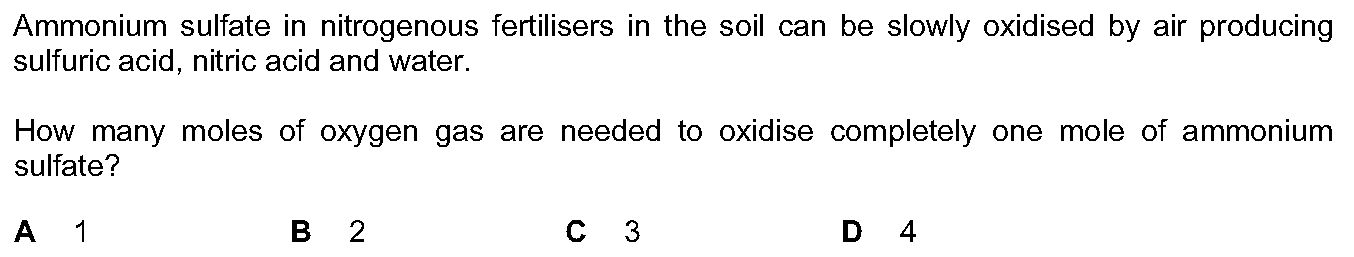 Ammonium sulfate in nitrogenous fertilisers in the soil can be slowly oxidised by air producing
sulfuric acid, nitric acid and water.
How many moles of oxygen gas are needed to oxidise completely one mole of ammonium
sulfate?
A 1 B 2 C 3 D 4